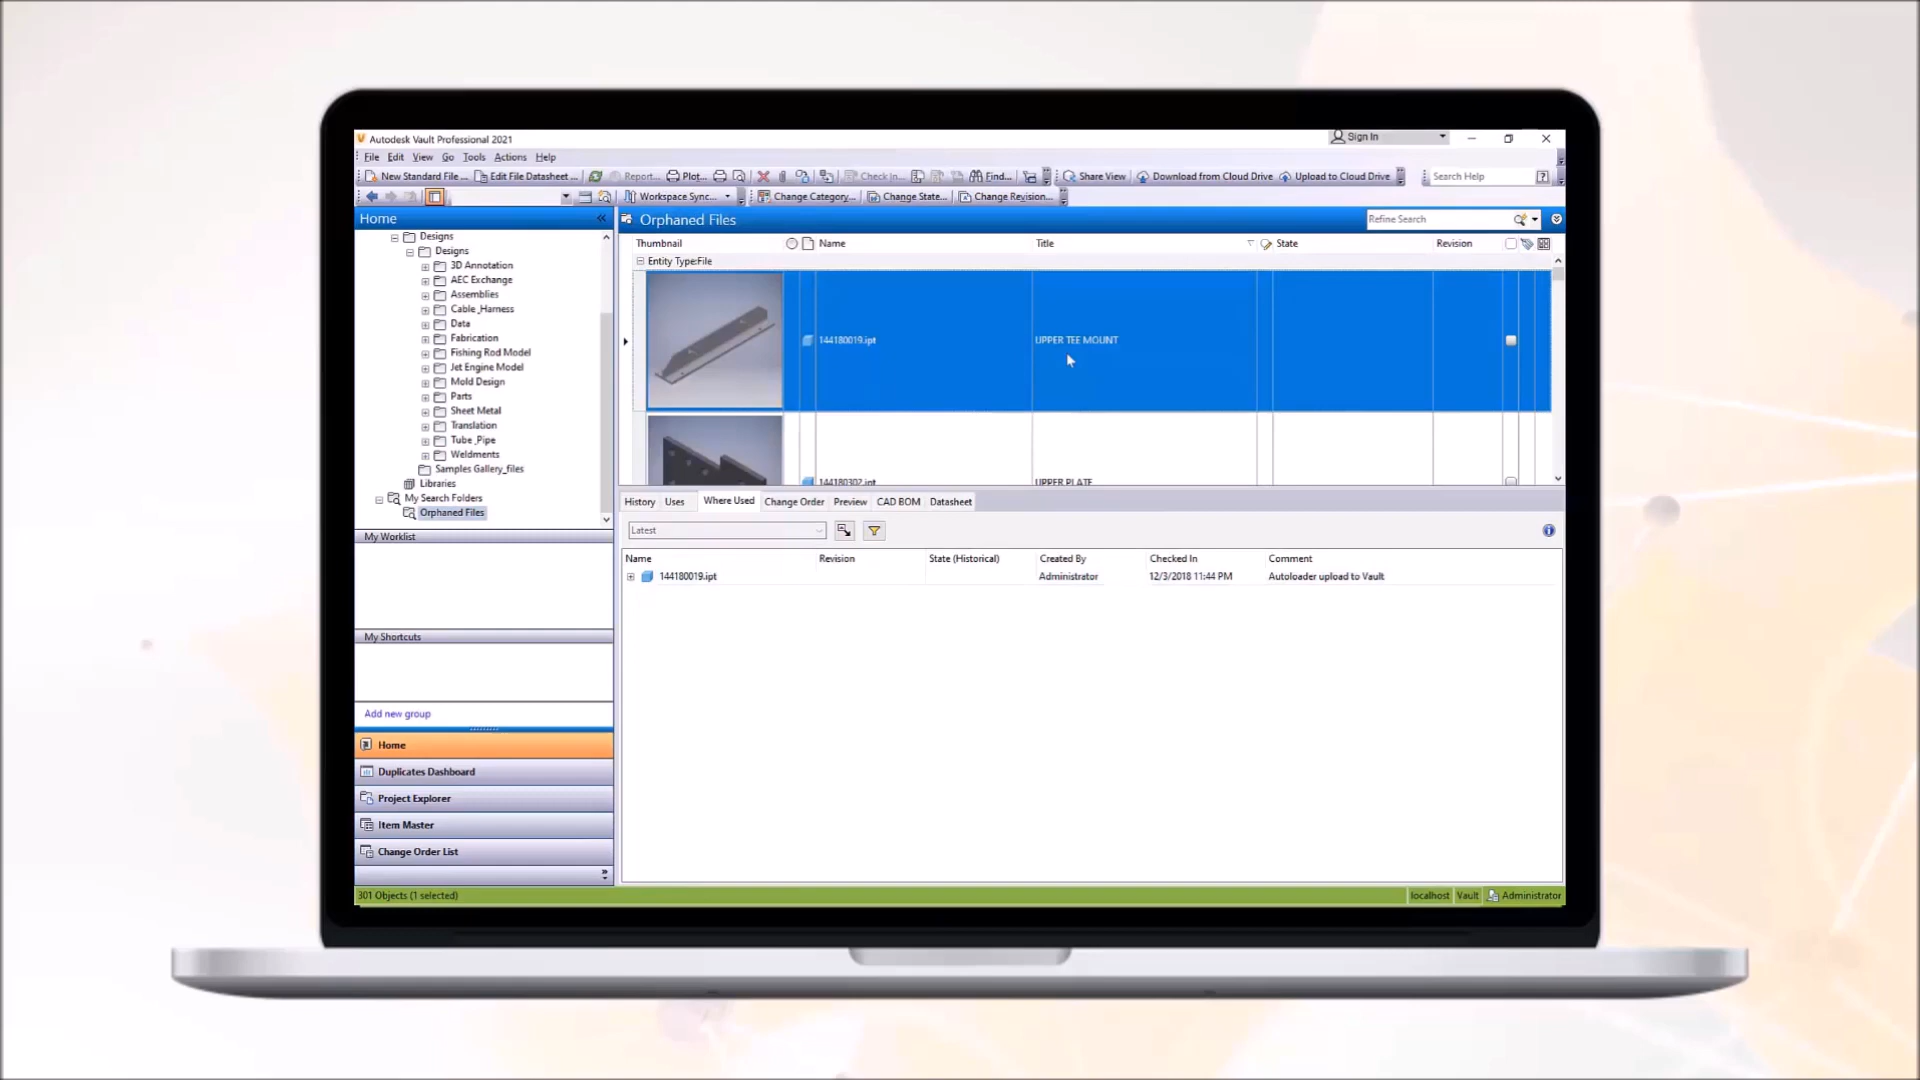 Autodesk Vault Professional 2021
Sign In
File Edit View Go Tools Actions Help
New Standard File ... Edit File Datasheet ... Report... Plot... Check In... Find... Share View Download from Cloud Drive Upload to Cloud Drive Search Help
Workspace Sync... Change Category... Change State... Change Revision...
Home
Designs
Designs
3D Annotation
AEC Exchange
Assemblies
Cable_Harness
Data
Fabrication
Fishing Rod Model
Jet Engine Model
Mold Design
Parts
Sheet Metal
Translation
Tube_Pipe
Weldments
Samples Gallery_files
Libraries
My Search Folders
Orphaned Files
My Worklist
My Shortcuts
Add new group
Home
Duplicates Dashboard
Project Explorer
Item Master
Change Order List
Orphaned Files
Refine Search
Thumbnail Name Title State Revision
Entity Type:File
144180019.ipt UPPER TEE MOUNT
144180302.ipt UPPER PLATE
History Uses Where Used Change Order Preview CAD BOM Datasheet
Latest
Name Revision State (Historical) Created By Checked In Comment
144180019.ipt Administrator 12/3/2018 11:44 PM Autoloader upload to Vault
301 Objects (1 selected)
localhost Vault Administrator